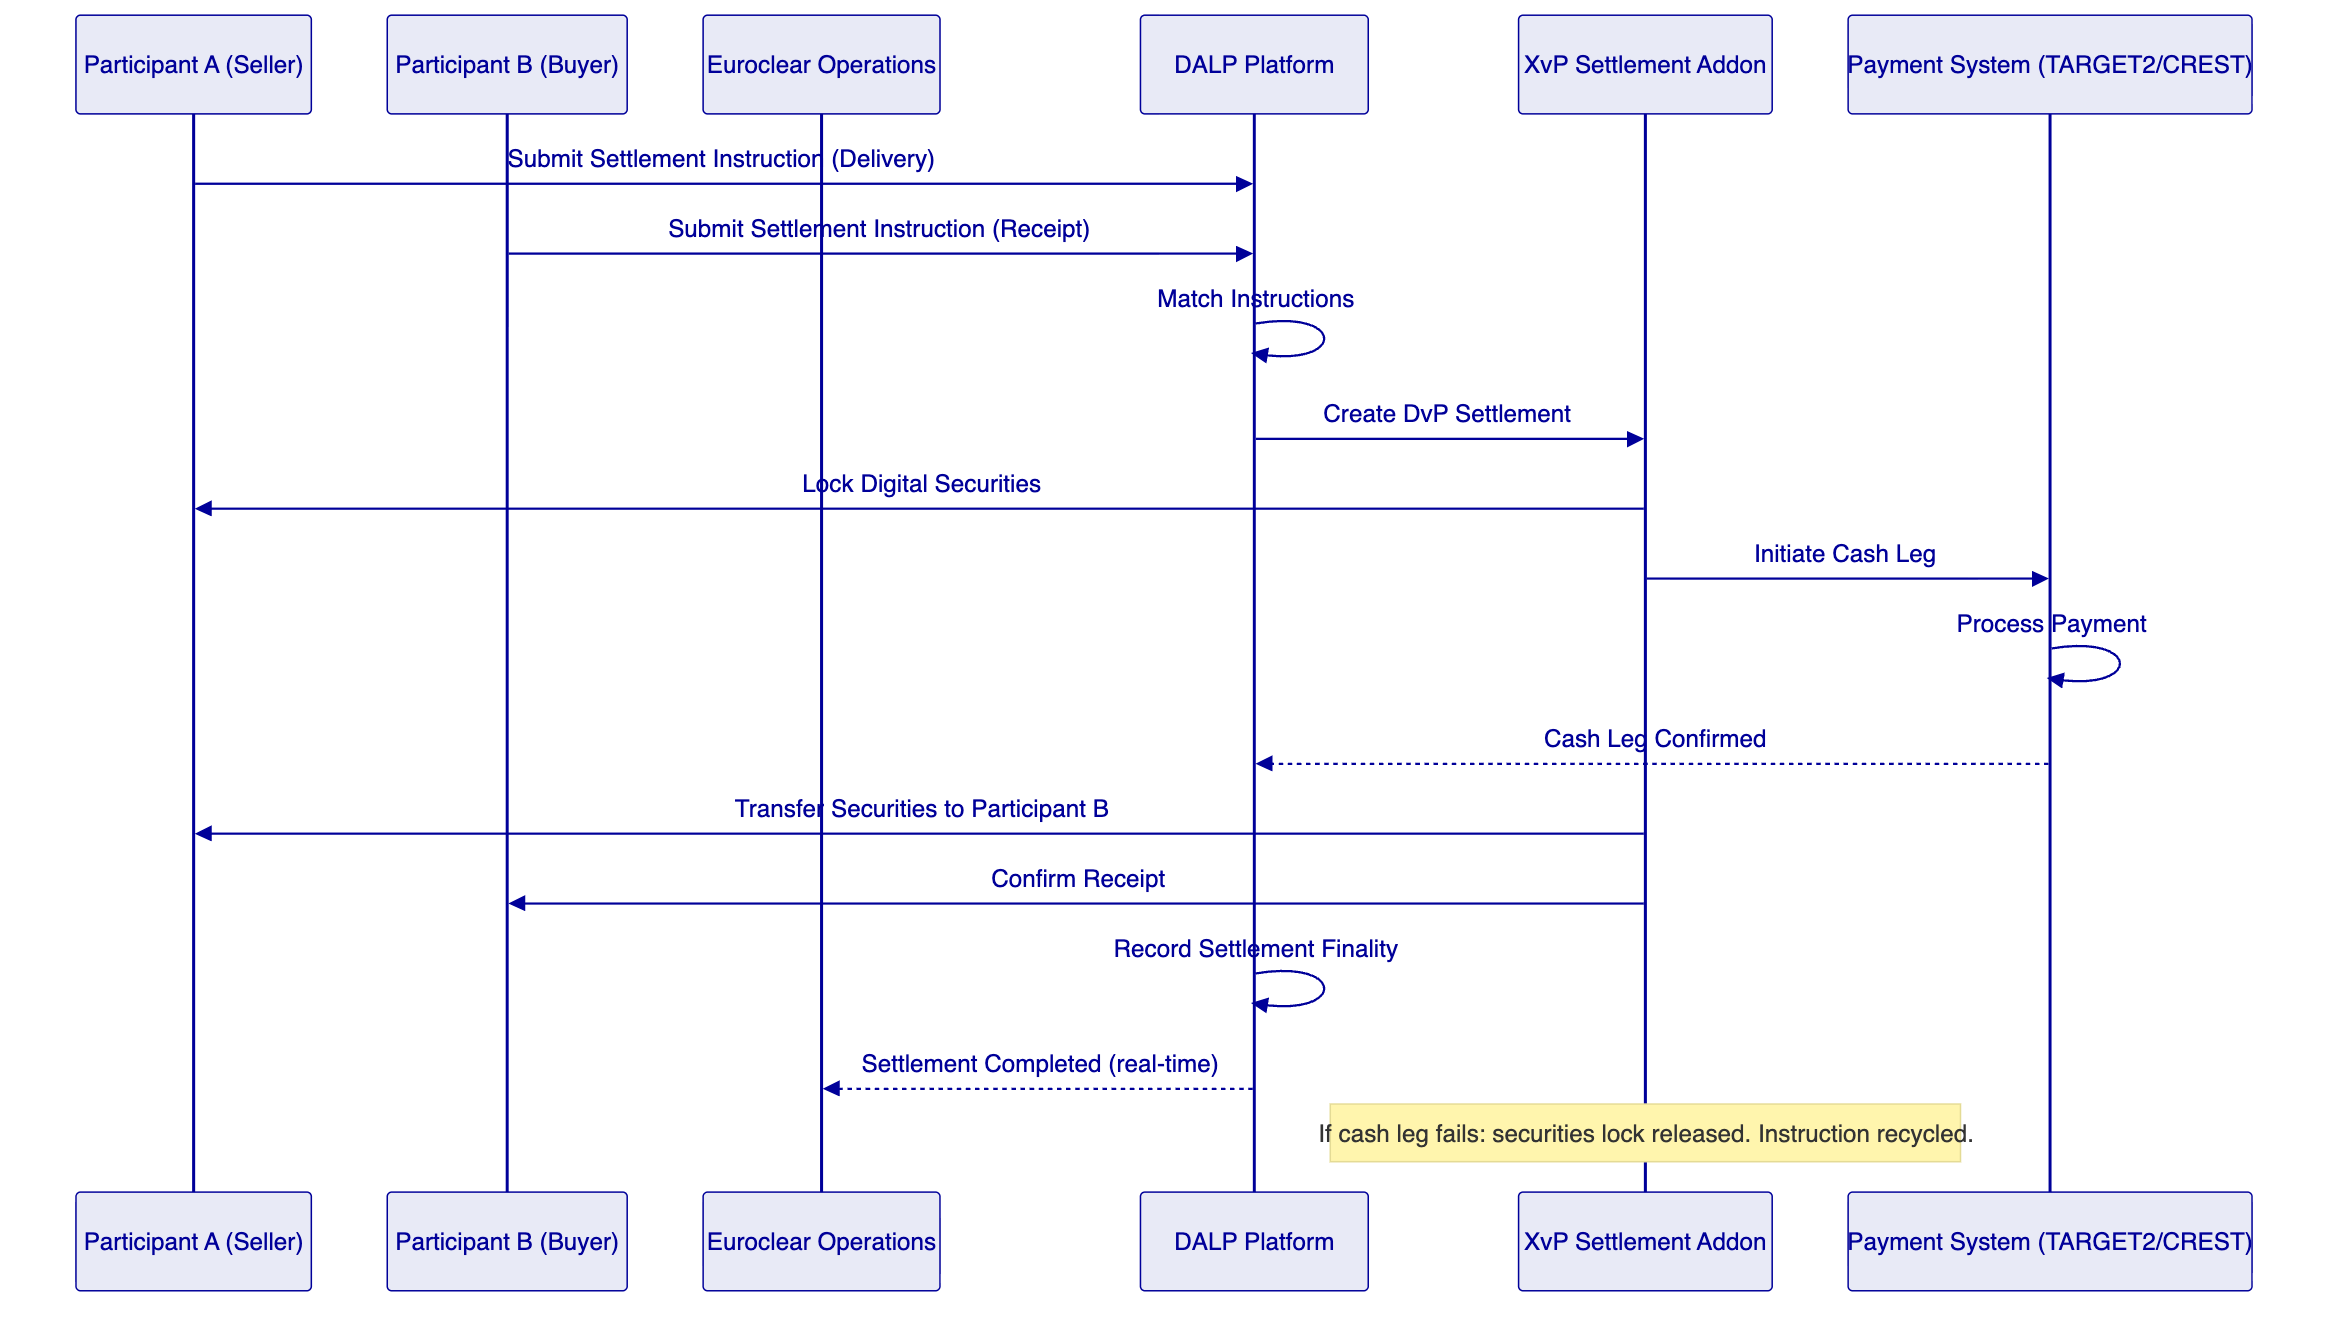 Participant A (Seller)
Participant B (Buyer)
Euroclear Operations
DALP Platform
XvP Settlement Addon
Payment System (TARGET2/CREST)
Submit Settlement Instruction (Delivery)
Submit Settlement Instruction (Receipt)
Match Instructions
Create DvP Settlement
Lock Digital Securities
Initiate Cash Leg
Process Payment
Cash Leg Confirmed
Transfer Securities to Participant B
Confirm Receipt
Record Settlement Finality
Settlement Completed (real-time)
If cash leg fails: securities lock released. Instruction recycled.
Participant A (Seller)
Participant B (Buyer)
Euroclear Operations
DALP Platform
XvP Settlement Addon
Payment System (TARGET2/CREST)